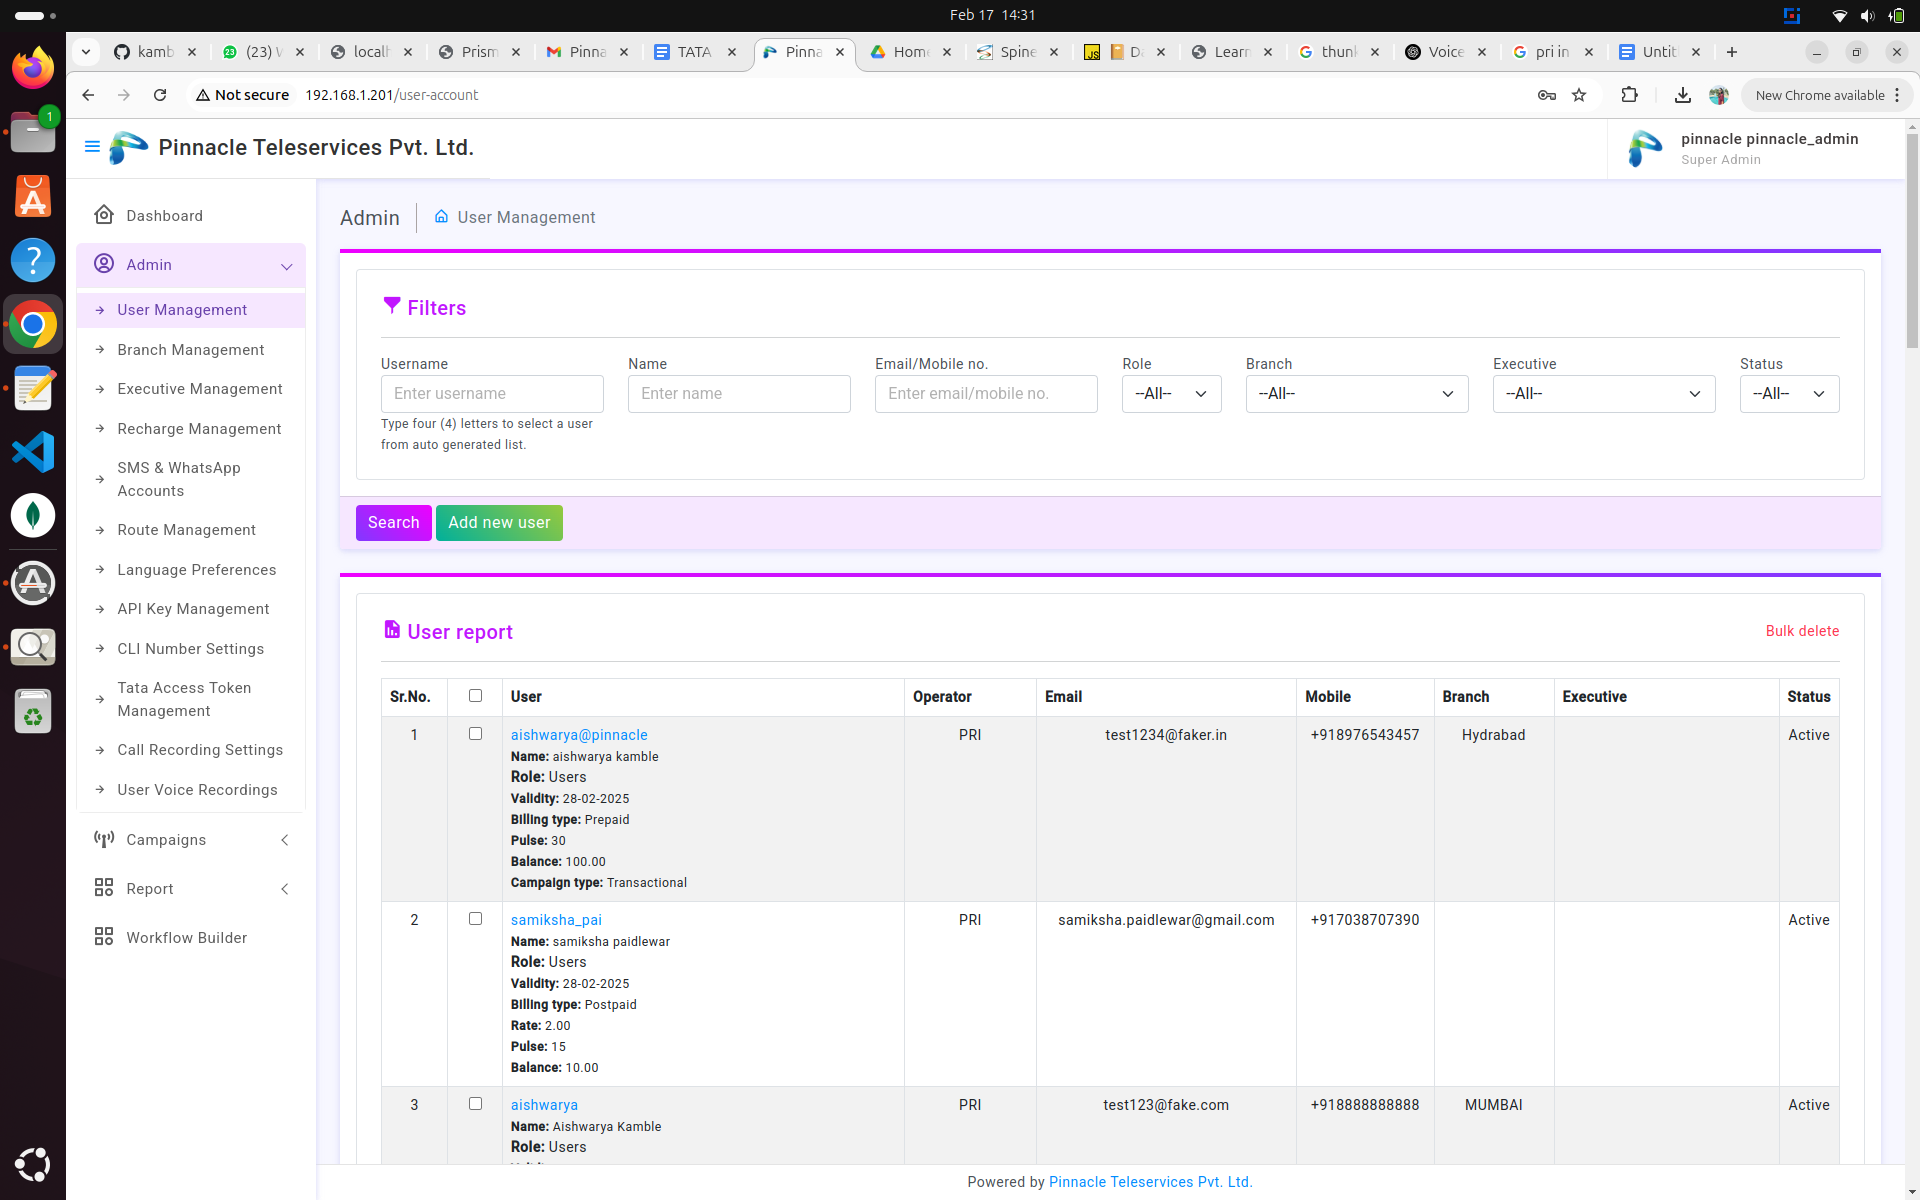 Feb 17 14:31
kamb
(23) W
localh
Prism
Pinna
TATA
Pinna
Home
Spine
Da
Learn
thunk
Voice
pri in
Untit
Not secure 192.168.1.201/user-account
New Chrome available
Pinnacle Teleservices Pvt. Ltd.
pinnacle pinnacle_admin
Super Admin
Dashboard
Admin
User Management
Branch Management
Executive Management
Recharge Management
SMS & WhatsApp
Accounts
Route Management
Language Preferences
API Key Management
CLI Number Settings
Tata Access Token
Management
Call Recording Settings
User Voice Recordings
Campaigns
Report
Workflow Builder
Admin
User Management
Filters
Username Name Email/Mobile no. Role Branch Executive Status
Enter username Enter name Enter email/mobile no. --All-- --All-- --All-- --All--
Type four (4) letters to select a user
from auto generated list.
Search Add new user
User report
Bulk delete
Sr.No. User Operator Email Mobile Branch Executive Status
1 aishwarya@pinnacle PRI test1234@faker.in +918976543457 Hydrabad Active
Name: aishwarya kamble
Role: Users
Validity: 28-02-2025
Billing type: Prepaid
Pulse: 30
Balance: 100.00
Campaign type: Transactional
2 samiksha_pai PRI samiksha.paidlewar@gmail.com +917038707390 Active
Name: samiksha paidlewar
Role: Users
Validity: 28-02-2025
Billing type: Postpaid
Rate: 2.00
Pulse: 15
Balance: 10.00
3 aishwarya PRI test123@fake.com +918888888888 MUMBAI Active
Name: Aishwarya Kamble
Role: Users
Powered by Pinnacle Teleservices Pvt. Ltd.